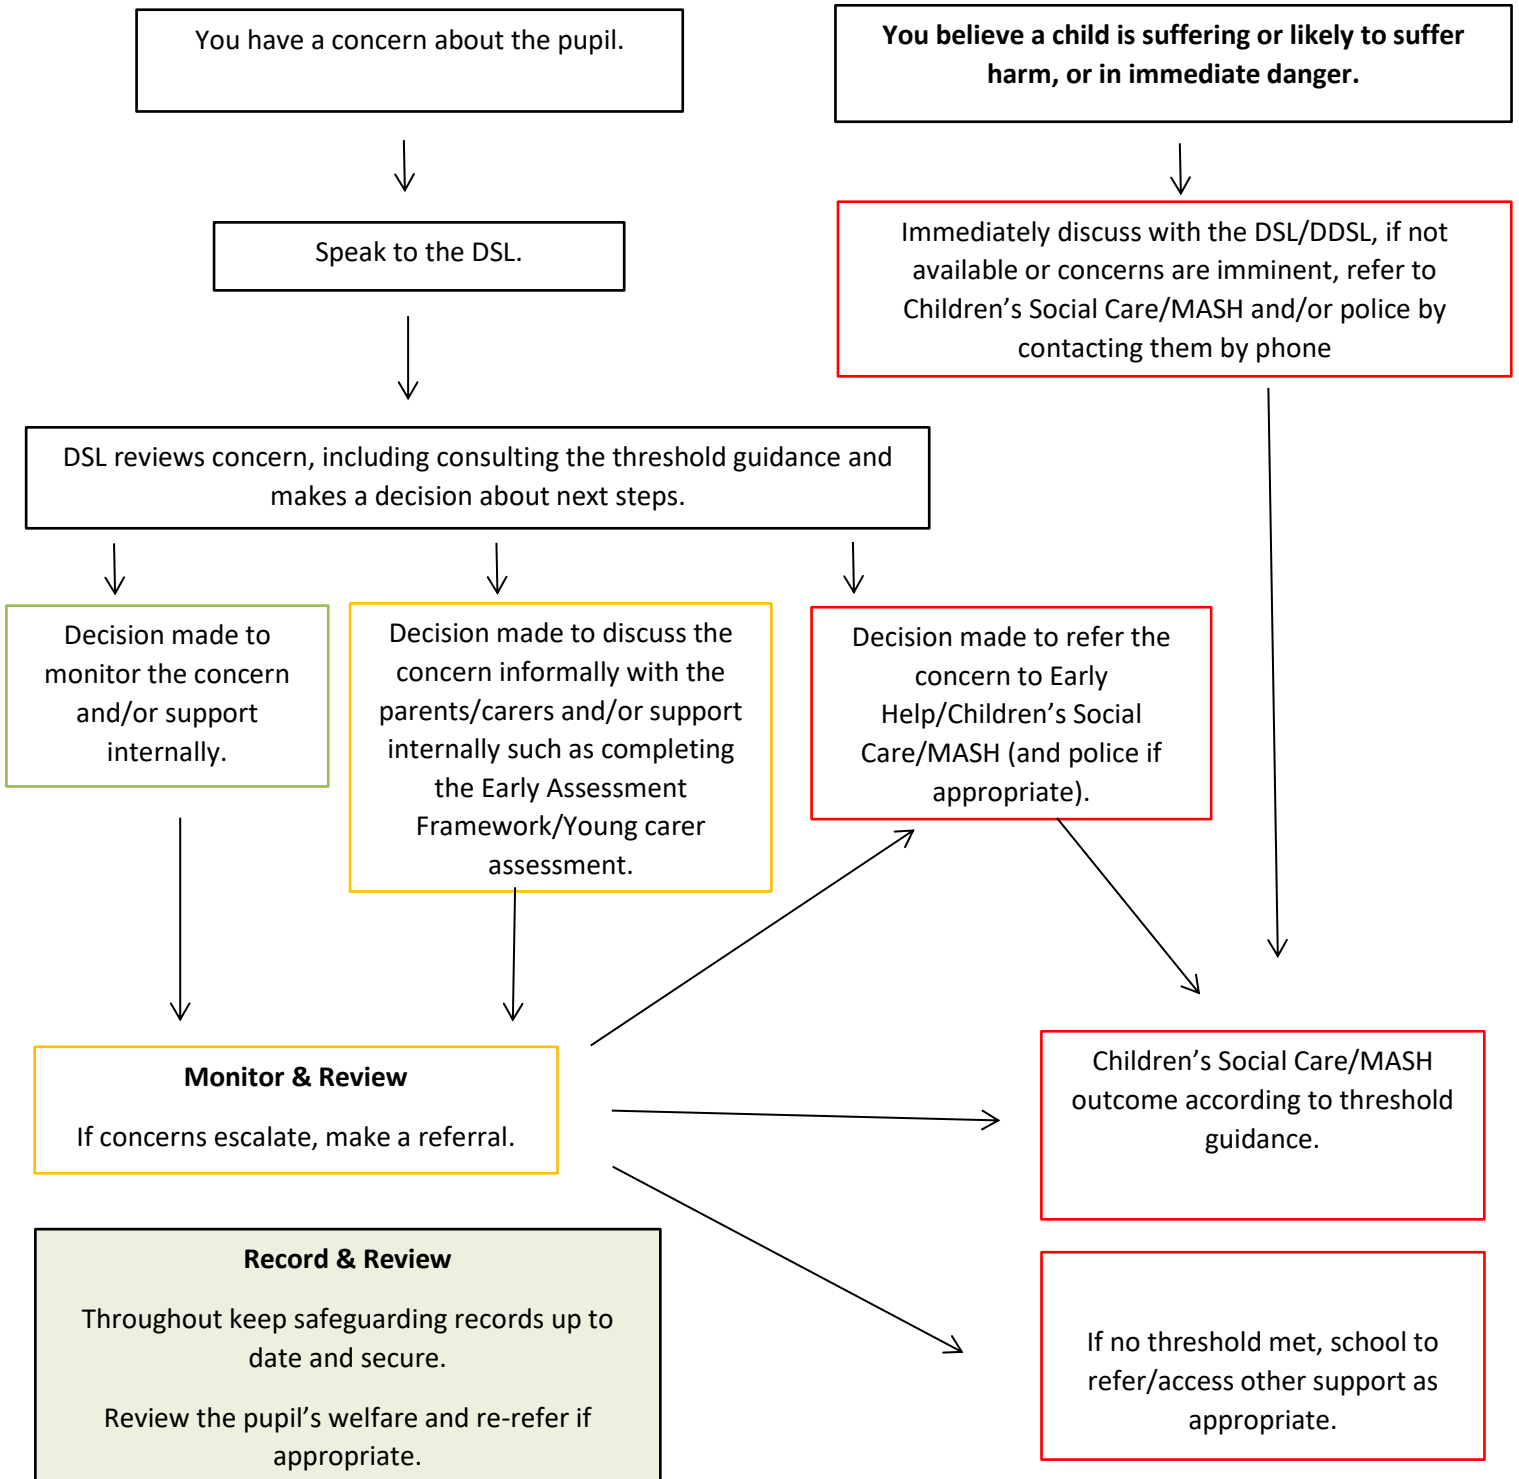 You have a concern about the pupil.
You believe a child is suffering or likely to suffer
harm, or in immediate danger.
Speak to the DSL.
Immediately discuss with the DSL/DDSL, if not
available or concerns are imminent, refer to
Children’s Social Care/MASH and/or police by
contacting them by phone
DSL reviews concern, including consulting the threshold guidance and
makes a decision about next steps.
Decision made to
monitor the concern
and/or support
internally.
Decision made to discuss the
concern informally with the
parents/carers and/or support
internally such as completing
the Early Assessment
Framework/Young carer
assessment.
Decision made to refer the
concern to Early
Help/Children’s Social
Care/MASH (and police if
appropriate).
Monitor & Review
If concerns escalate, make a referral.
Children’s Social Care/MASH
outcome according to threshold
guidance.
Record & Review
Throughout keep safeguarding records up to
date and secure.
Review the pupil’s welfare and re-refer if
appropriate.
If no threshold met, school to
refer/access other support as
appropriate.